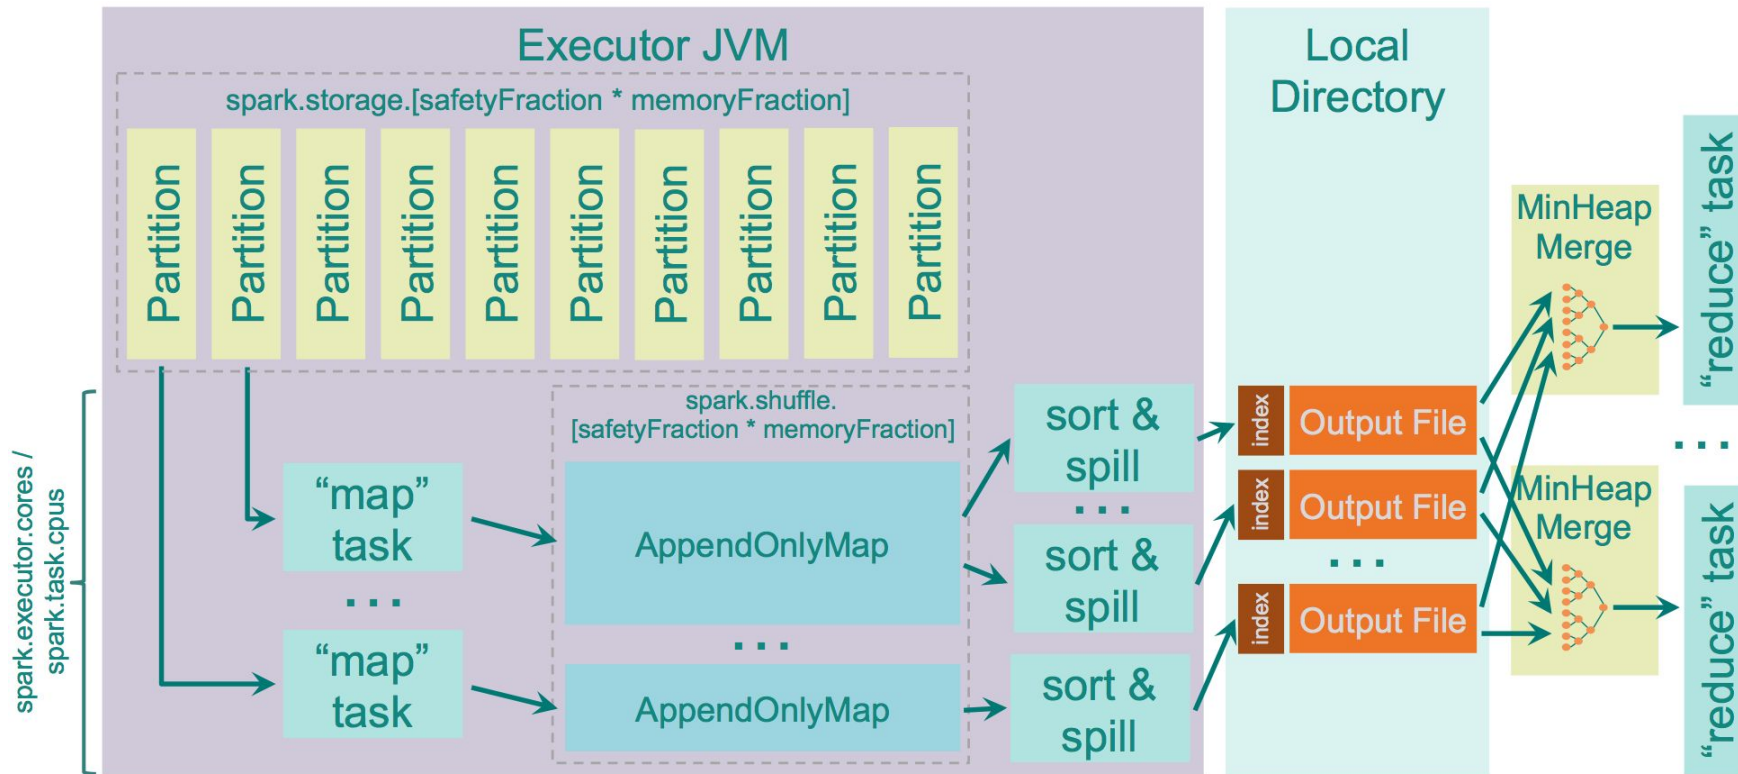 Executor JVM
spark.storage.[safetyFraction * memoryFraction]
Partition
Partition
Partition
Partition
Partition
Partition
Partition
Partition
Partition
Partition
spark.executor.cores /
spark.task.cpus
“map”
task
. . .
“map”
task
spark.shuffle.
[safetyFraction * memoryFraction]
AppendOnlyMap
. . .
AppendOnlyMap
sort &
spill
. . .
sort &
spill
sort &
spill
Local
Directory
index
Output File
index
Output File
. . .
index
Output File
MinHeap
Merge
MinHeap
Merge
“reduce” task
. . .
“reduce” task